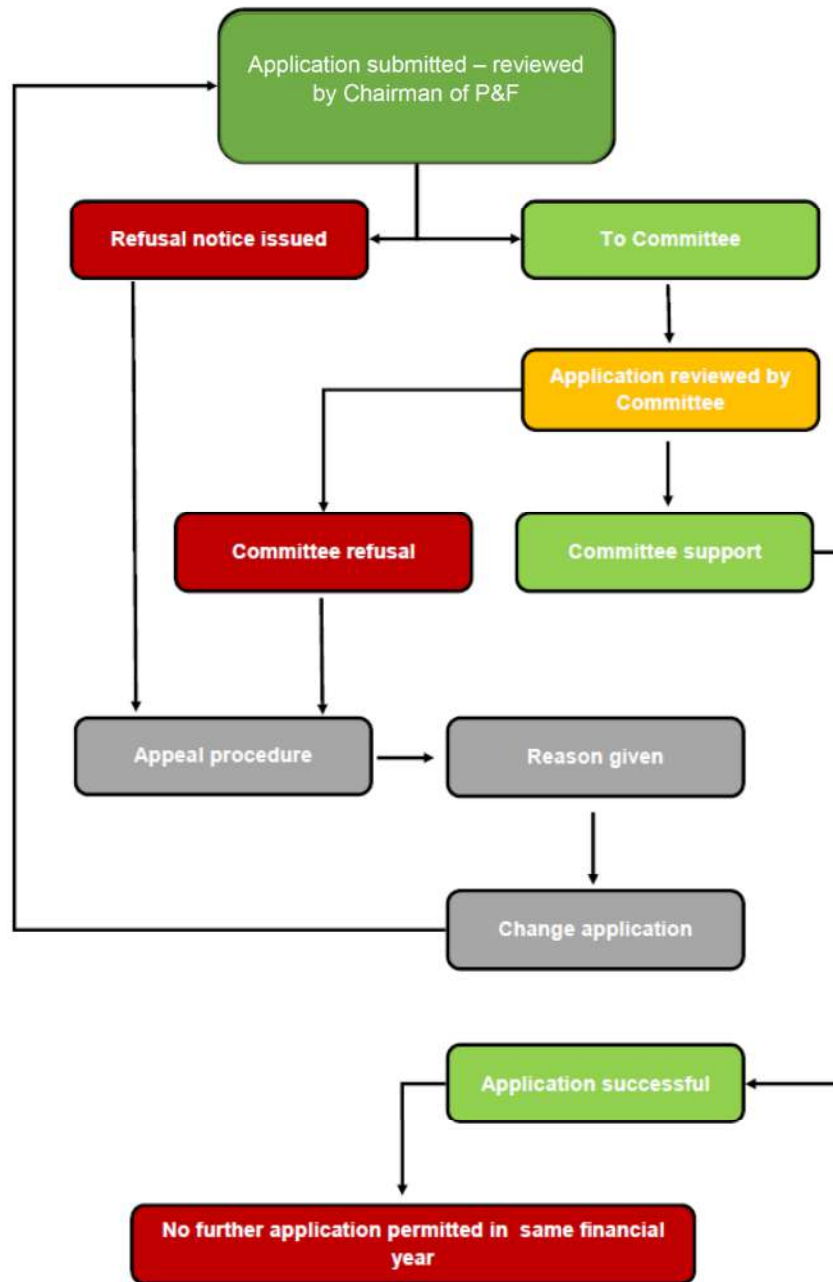 Application submitted – reviewed
by Chairman of P&F
Refusal notice issued
To Committee
Application reviewed by
Committee
Committee refusal
Committee support
Appeal procedure
Reason given
Change application
Application successful
No further application permitted in same financial
year